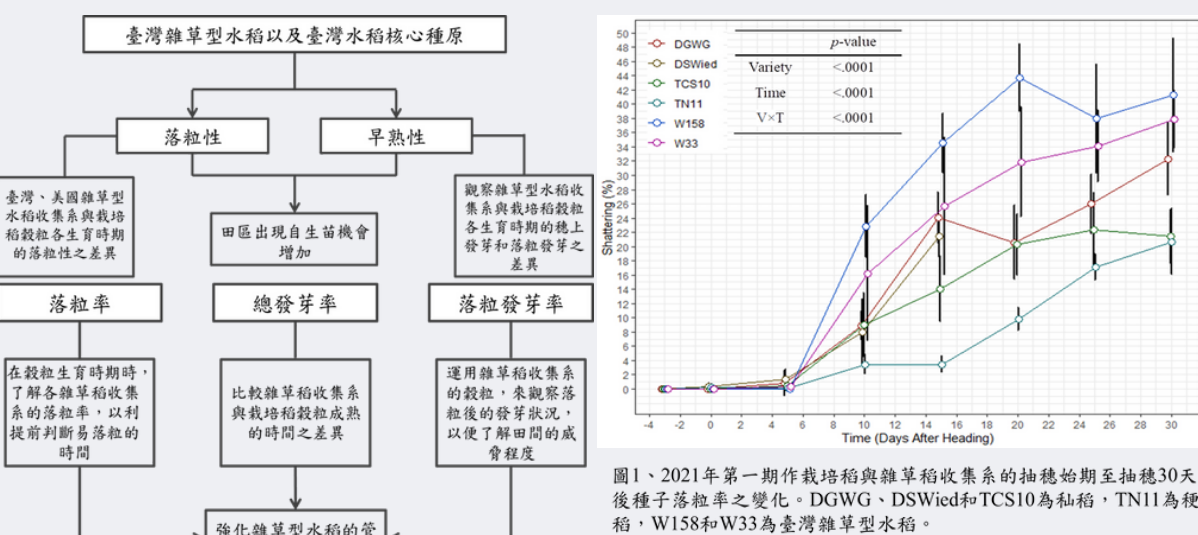 臺灣雜草型水稻以及臺灣水稻核心種原
落粒性
早熟性
臺灣、美國雜草型
水稻收集系與栽培
稻穀粒各生育時期
的落粒性之差異
田區出現自生苗機會
增加
觀察雜草型水稻收
集系與栽培稻穀粒
各生育時期的穗上
發芽和落粒發芽之
差異
落粒率
總發芽率
落粒發芽率
在穀粒生育時期時，
了解各雜草稻收集
系的落粒率，以利
提前判斷易落粒的
時間
比較雜草稻收集系
與栽培稻穀粒成熟
的時間之差異
運用雜草稻收集系
的穀粒，來觀察落
粒後的發芽狀況，
以便了解田間的威
脅程度
強化雜草型水稻的管
50
48
46
44
42
40
38
36
34
32
30
28
26
24
22
20
18
16
14
12
10
8
6
4
2
0
Shattering (%)
DGWG
DSWied
TCS10
TN11
W158
W33
p-value
Variety <.0001
Time <.0001
V×T <.0001
-4 -2 0 2 4 6 8 10 12 14 16 18 20 22 24 26 28 30
Time (Days After Heading)
圖1、2021年第一期作栽培稻與雜草稻收集系的抽穗始期至抽穗30天
後種子落粒率之變化。DGWG、DSWied和TCS10為秈稻，TN11為稉
稻，W158和W33為臺灣雜草型水稻。